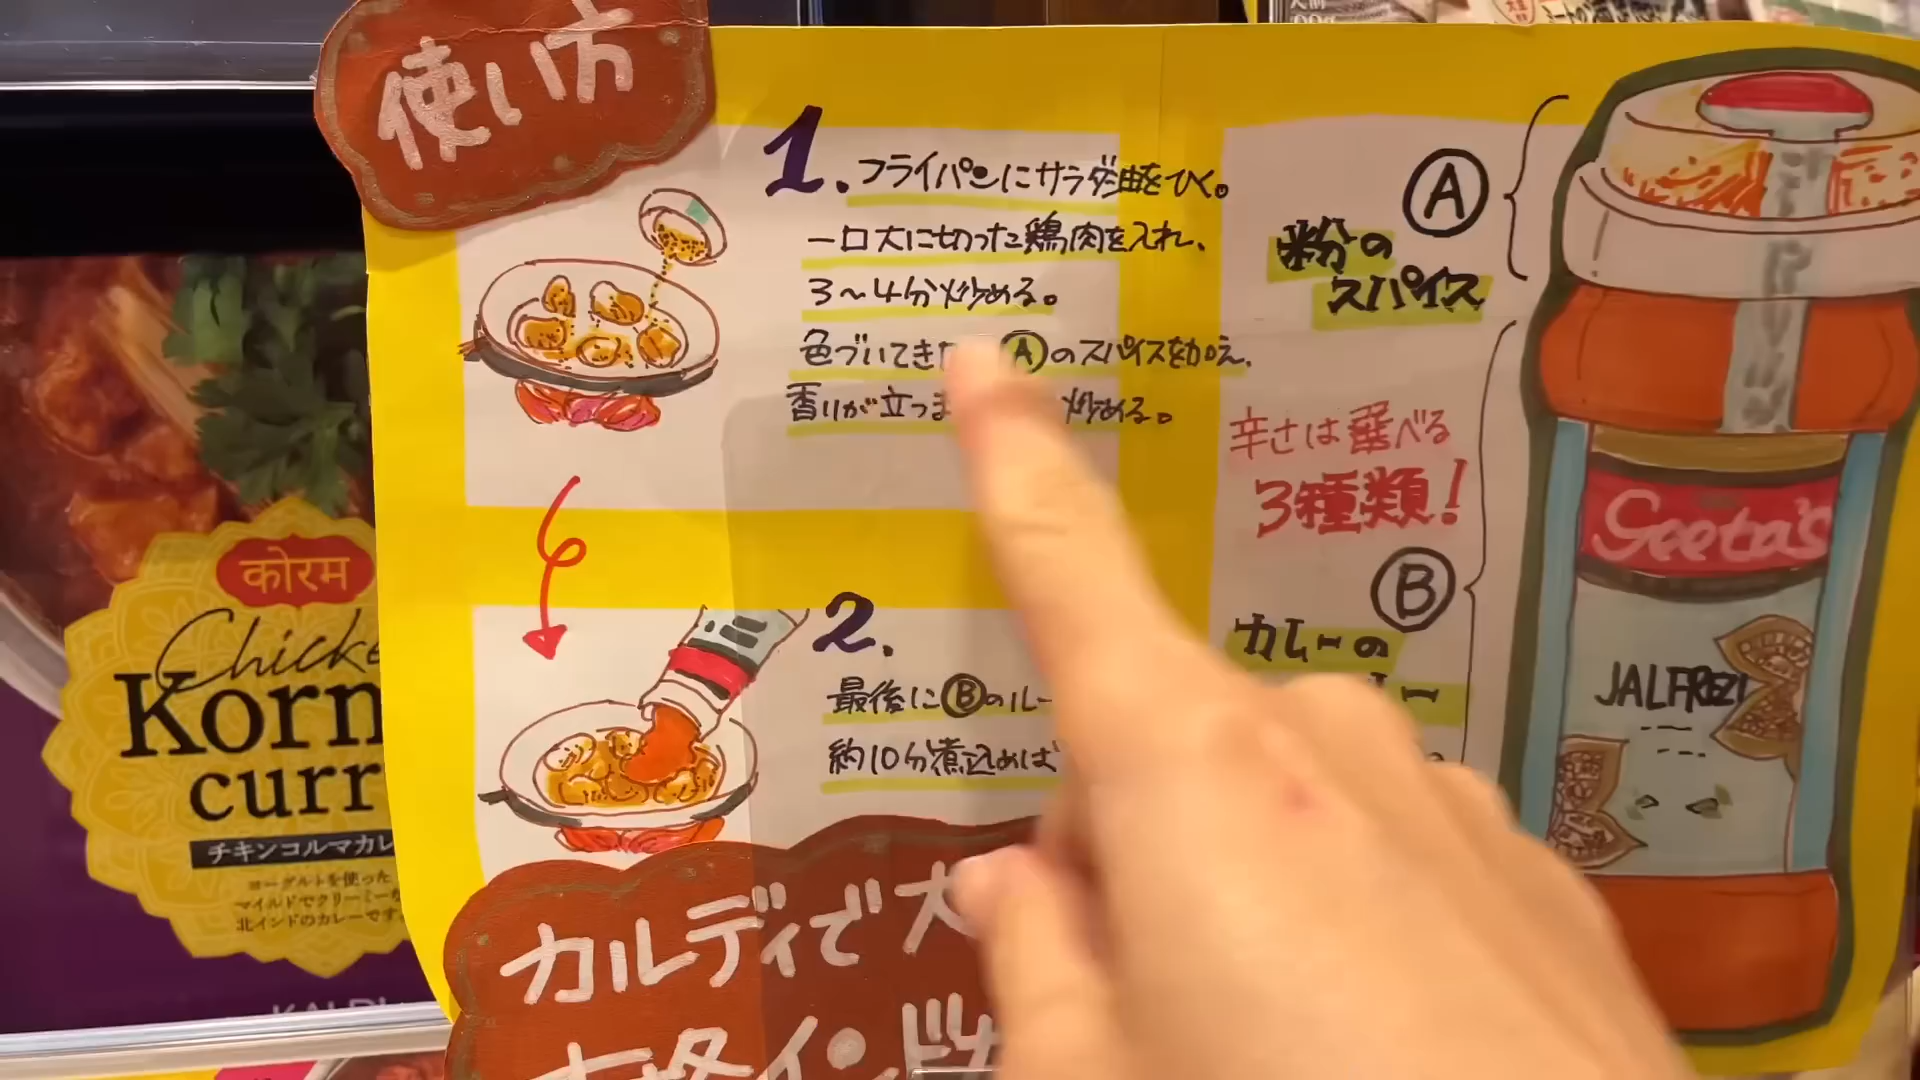 使い方
1.フライパンにサラダ油をひく。
一口大に切った鶏肉を入れ、
3〜4分炒める。
色づいてきた Ⓐのスパイスを加え、
香りが立つま 炒める。
2.
最後にⒷのルー
約10分煮込めば
カルディで
インド
Ⓐ
粉の
スパイス
辛さは選べる
3種類!
Ⓑ
カレーの
Seeta's
JALFREZI
कोरम
Chicke
Korm
curr
チキンコルマカレ
ヨーグルトを使った
マイルドでクリーミーな
北インドのカレーです。